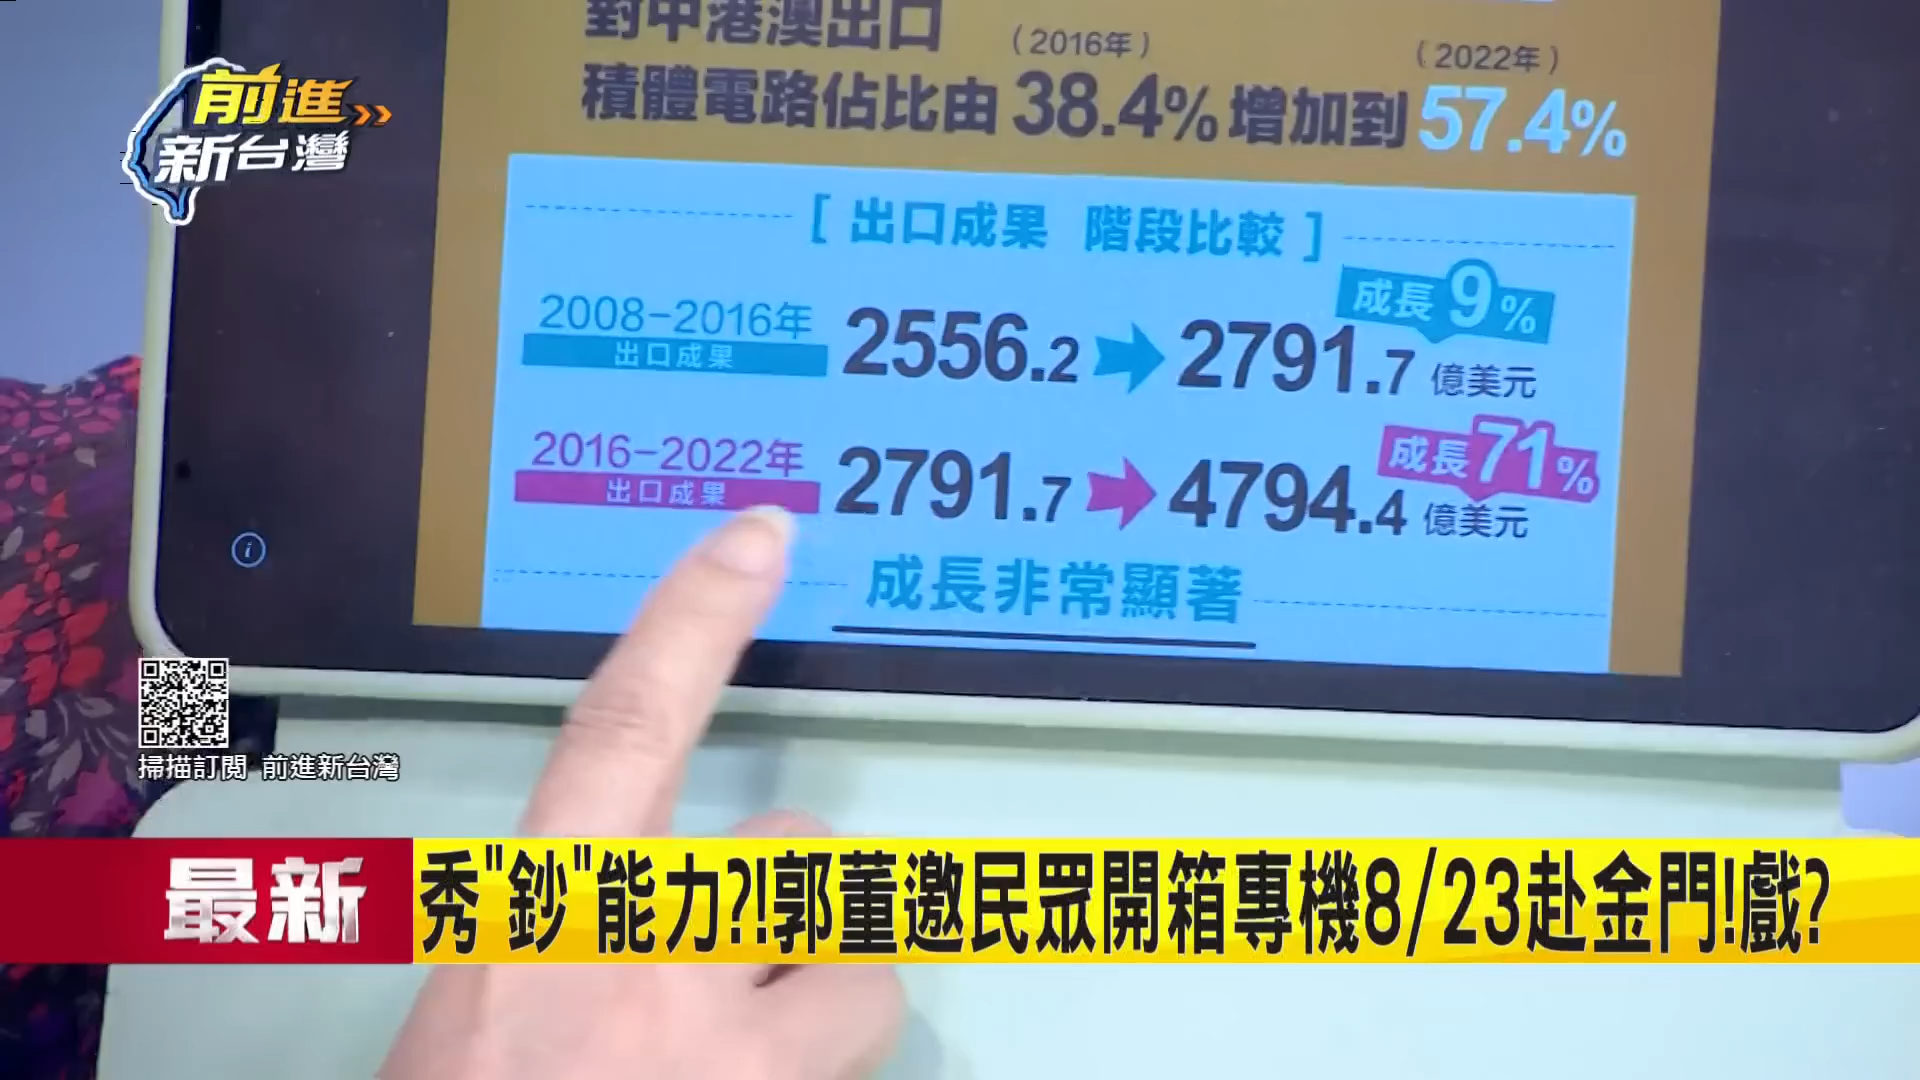 對中港澳出口
(2016年)
(2022年)
積體電路佔比由 38.4% 增加到 57.4%
前進
新台灣
[ 出口成果 階段比較 ]
成長 9%
2008-2016年
出口成果
2556.2 2791.7 億美元
成長 71%
2016-2022年
出口成果
2791.7 4794.4 億美元
成長非常顯著
i
掃描訂閱 前進新台灣
最新
秀"鈔"能力?!郭董邀民眾開箱專機8/23赴金門!戲?